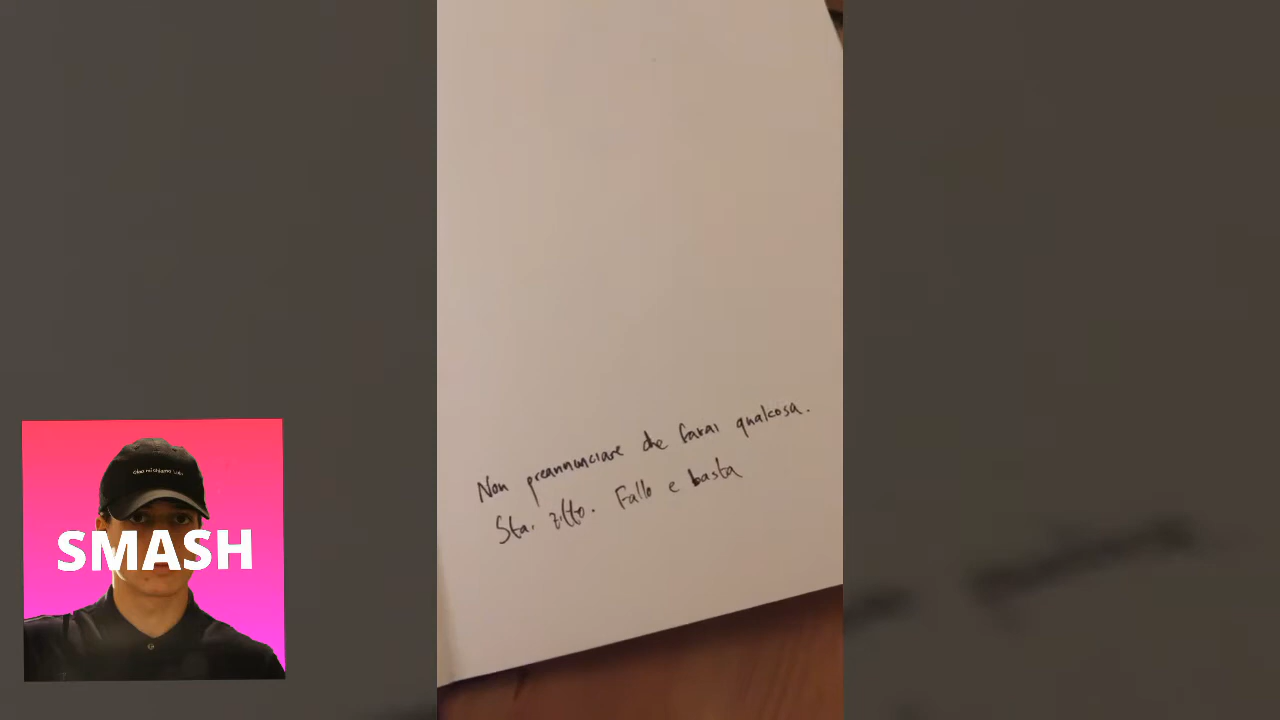 Non preannunciare che farai qualcosa.
Stai zitto. Fallo e basta
SMASH